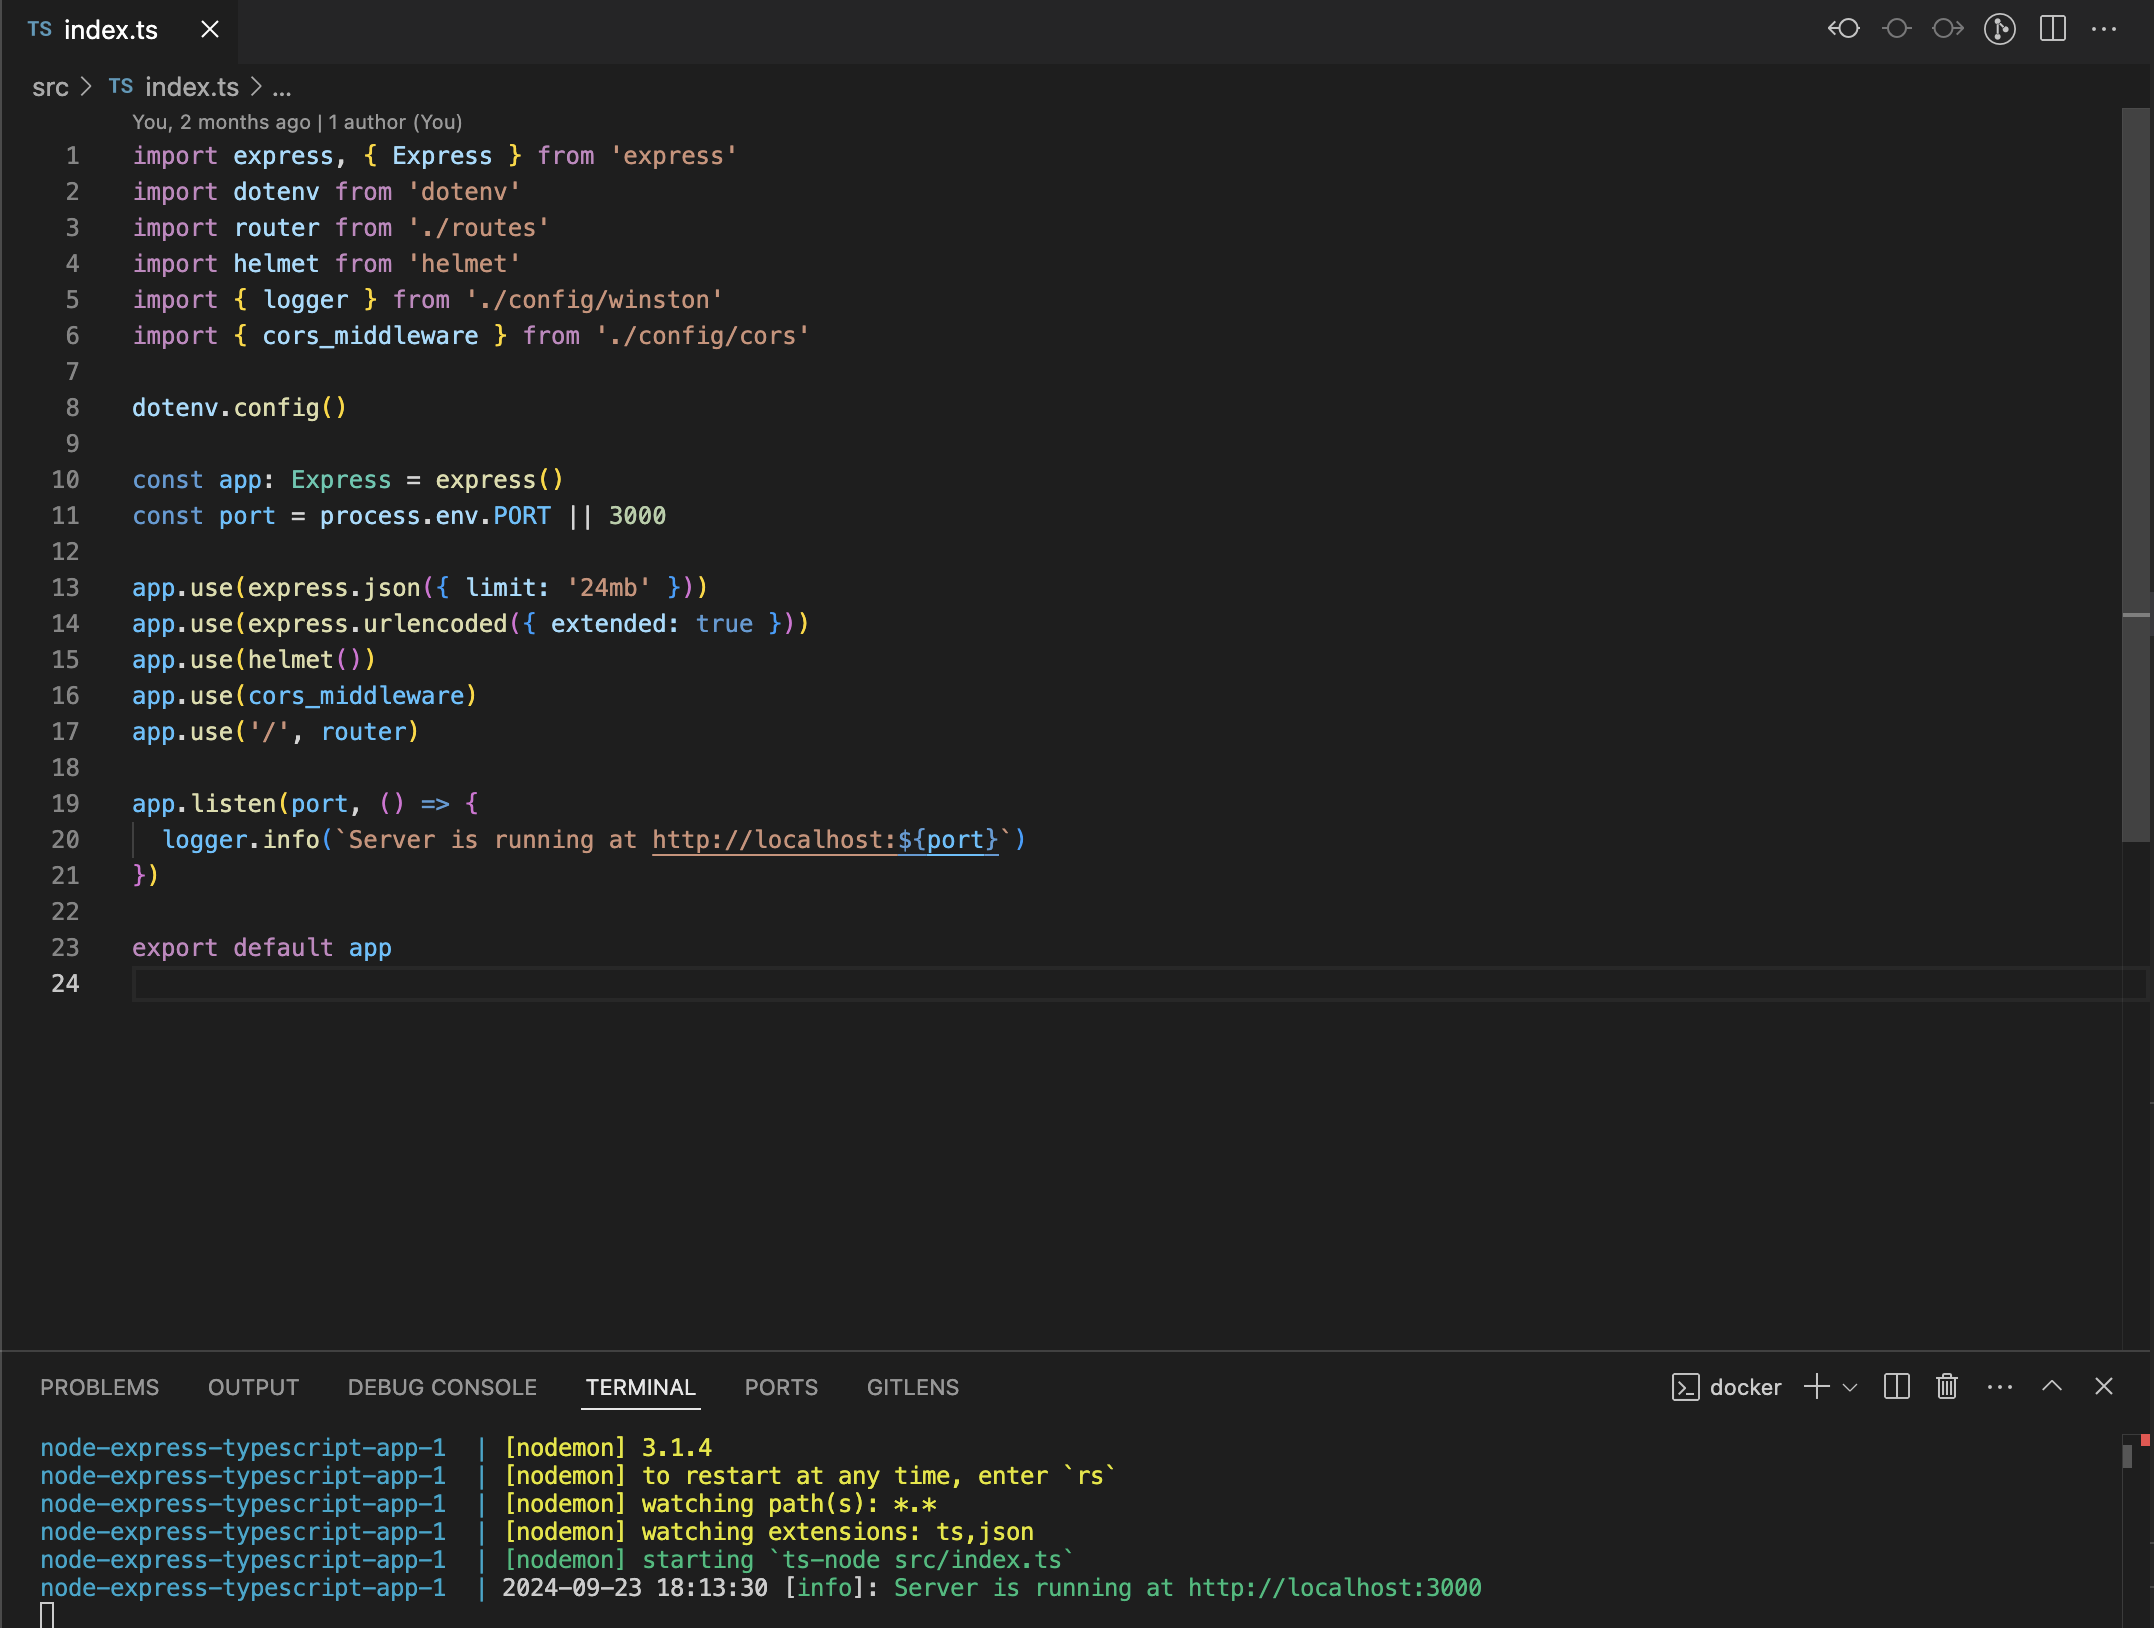 TS index.ts
src > TS index.ts > ...
You, 2 months ago | 1 author (You)
1 import express, { Express } from 'express'
2 import dotenv from 'dotenv'
3 import router from './routes'
4 import helmet from 'helmet'
5 import { logger } from './config/winston'
6 import { cors_middleware } from './config/cors'
7
8 dotenv.config()
9
10 const app: Express = express()
11 const port = process.env.PORT || 3000
12
13 app.use(express.json({ limit: '24mb' }))
14 app.use(express.urlencoded({ extended: true }))
15 app.use(helmet())
16 app.use(cors_middleware)
17 app.use('/', router)
18
19 app.listen(port, () => {
20   logger.info(`Server is running at http://localhost:${port}`)
21 })
22
23 export default app
24
PROBLEMS OUTPUT DEBUG CONSOLE TERMINAL PORTS GITLENS docker
node-express-typescript-app-1 | [nodemon] 3.1.4
node-express-typescript-app-1 | [nodemon] to restart at any time, enter `rs`
node-express-typescript-app-1 | [nodemon] watching path(s): *.*
node-express-typescript-app-1 | [nodemon] watching extensions: ts,json
node-express-typescript-app-1 | [nodemon] starting `ts-node src/index.ts`
node-express-typescript-app-1 | 2024-09-23 18:13:30 [info]: Server is running at http://localhost:3000